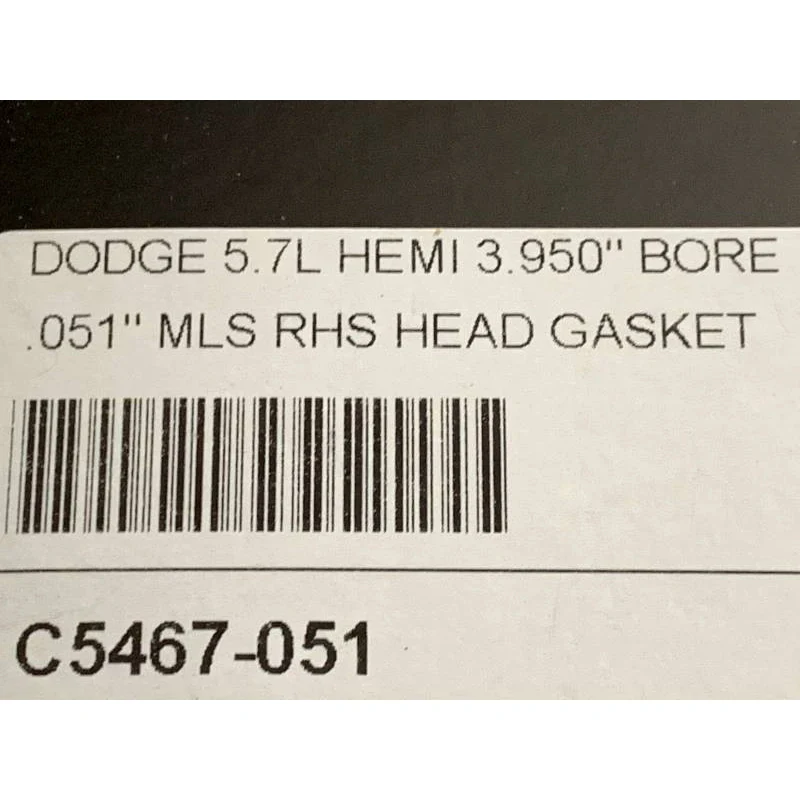 DODGE 5.7L HEMI 3.950" BORE
.051" MLS RHS HEAD GASKET
C5467-051